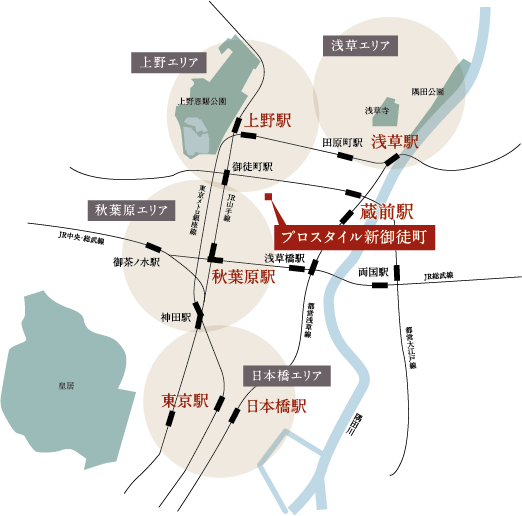 浅草エリア
上野エリア
上野恩賜公園
隅田公園
浅草寺
上野駅
田原町駅
浅草駅
御徒町駅
東京メトロ銀座線
JR山手線
秋葉原エリア
蔵前駅
プロスタイル新御徒町
JR中央・総武線
御茶ノ水駅
秋葉原駅
浅草橋駅
両国駅
JR総武線
神田駅
都営浅草線
都営大江戸線
日本橋エリア
皇居
東京駅
日本橋駅
隅田川